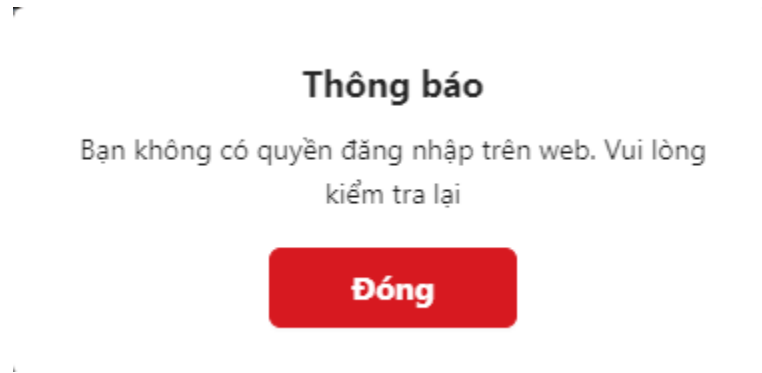 Thông báo
Bạn không có quyền đăng nhập trên web. Vui lòng
kiểm tra lại
Đóng